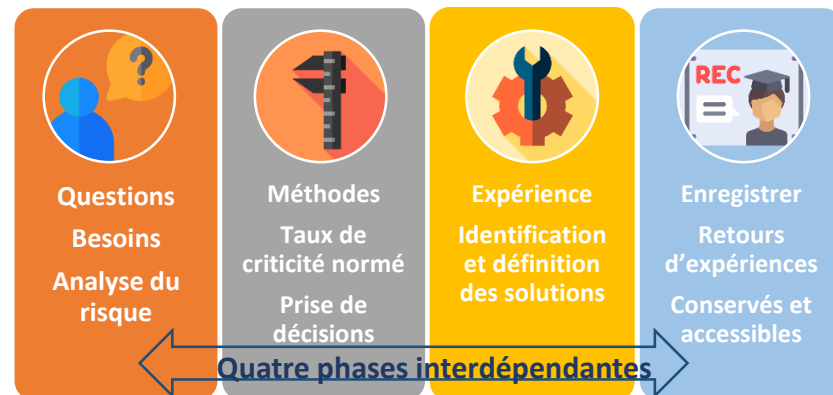 ?
Questions
Besoins
Analyse du
risque
Méthodes
Taux de
criticité normé
Prise de
décisions
Expérience
Identification
et définition
des solutions
REC
Enregistrer
Retours
d’expériences
Conservés et
accessibles
Quatre phases interdépendantes